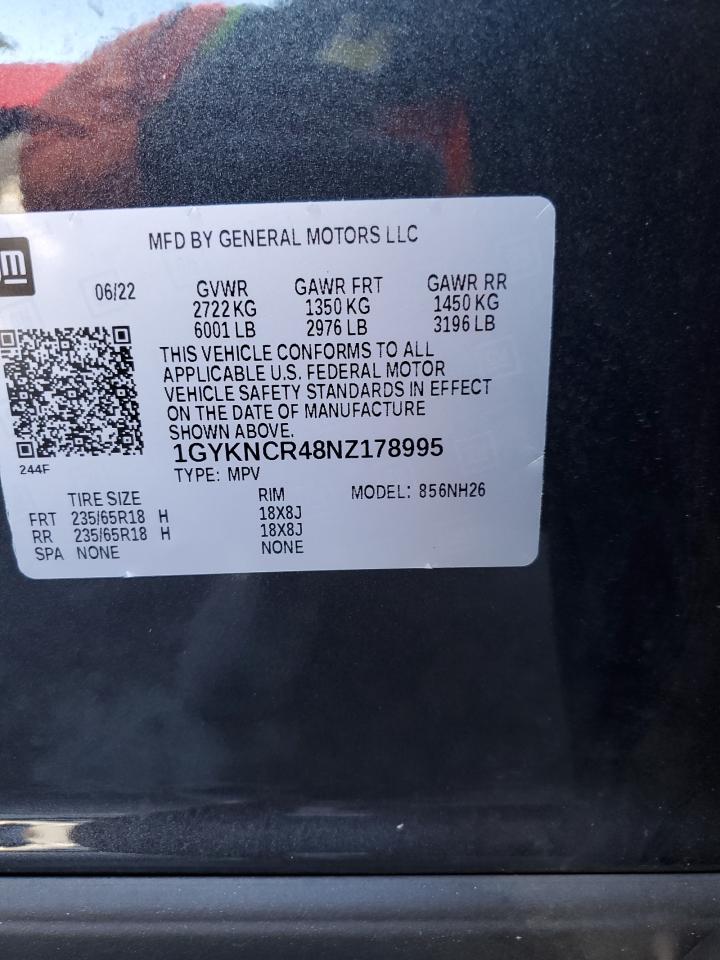 MFD BY GENERAL MOTORS LLC
gm
06/22
GVWR GAWR FRT GAWR RR
2722 KG 1350 KG 1450 KG
6001 LB 2976 LB 3196 LB
THIS VEHICLE CONFORMS TO ALL
APPLICABLE U.S. FEDERAL MOTOR
VEHICLE SAFETY STANDARDS IN EFFECT
ON THE DATE OF MANUFACTURE
SHOWN ABOVE.
1GYKNCR48NZ178995
244F
TYPE: MPV
TIRE SIZE RIM MODEL: 856NH26
FRT 235/65R18 H 18X8J
RR 235/65R18 H 18X8J
SPA NONE NONE